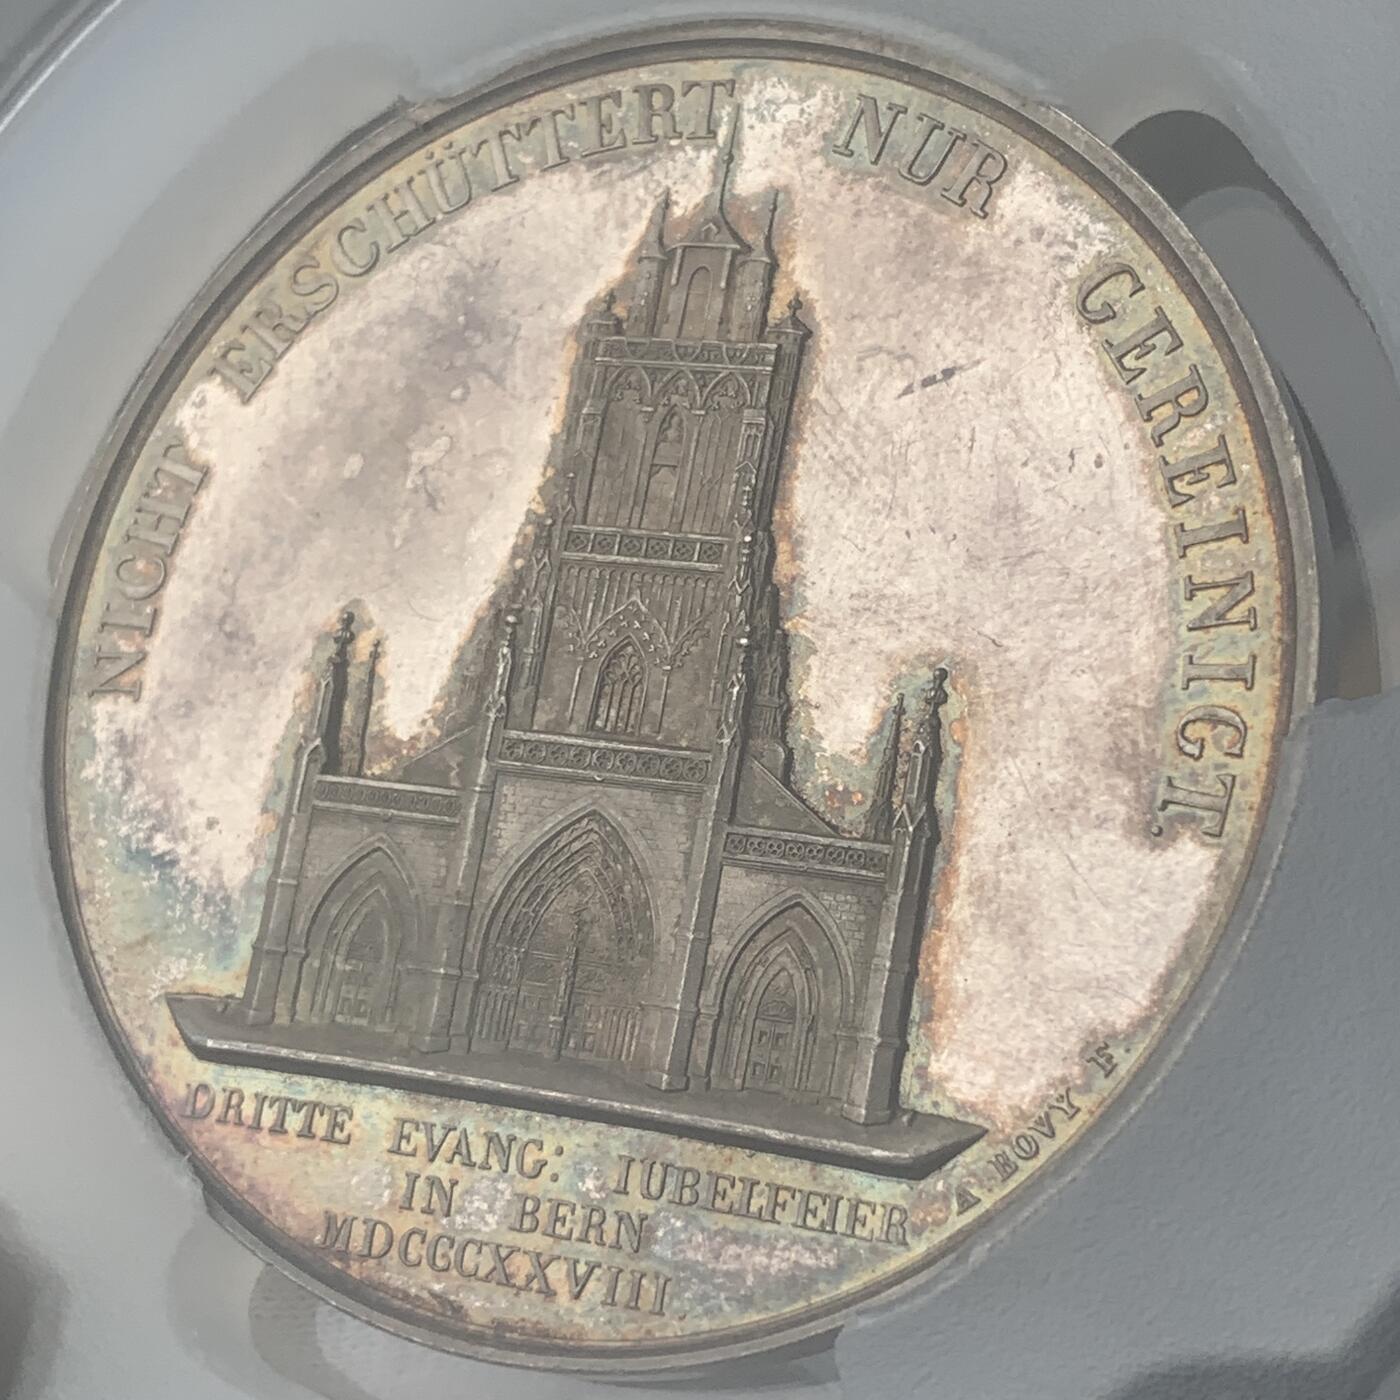 NICHT ERSCHÜTTERT NUR GEREINIGT.
DRITTE EVANG: IUBELFEIER
IN BERN
MDCCCXXVIII
A BOVY F.